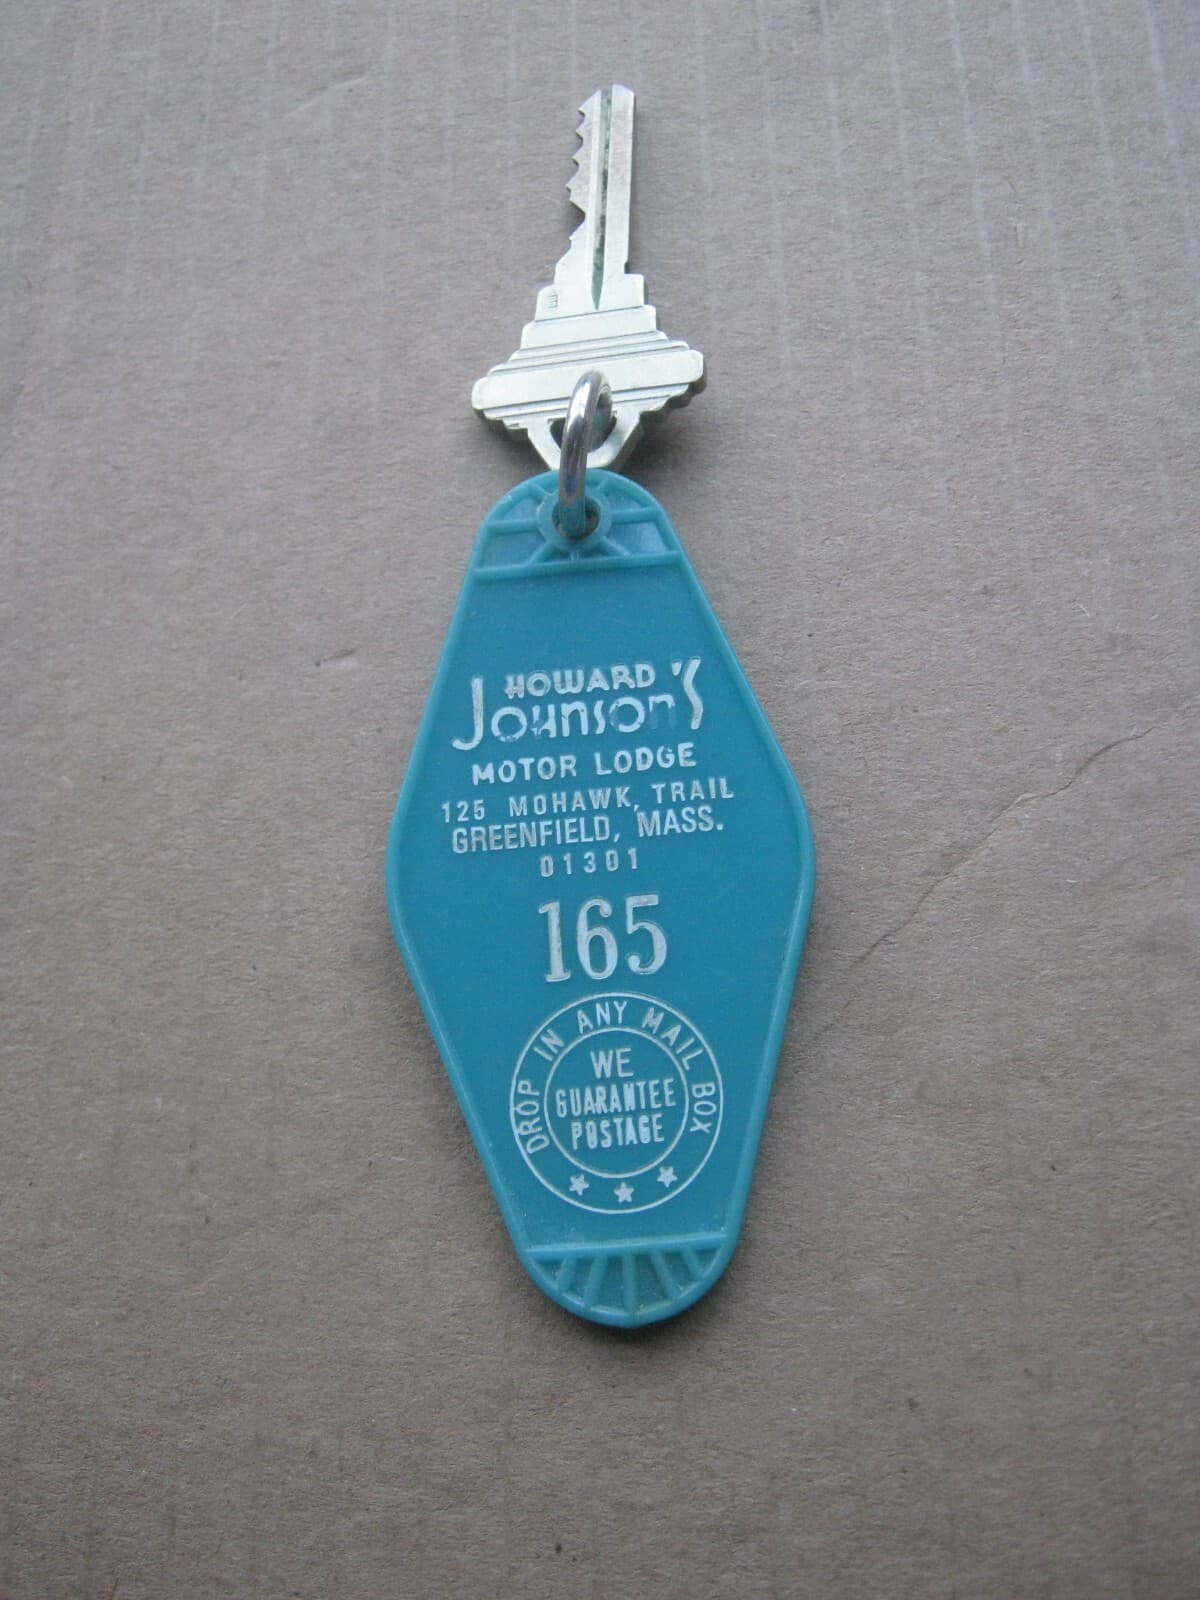 HOWARD
JOHNSON'S
MOTOR LODGE
125 MOHAWK, TRAIL
GREENFIELD, MASS.
01301
165
DROP IN ANY MAIL BOX
WE
GUARANTEE
POSTAGE